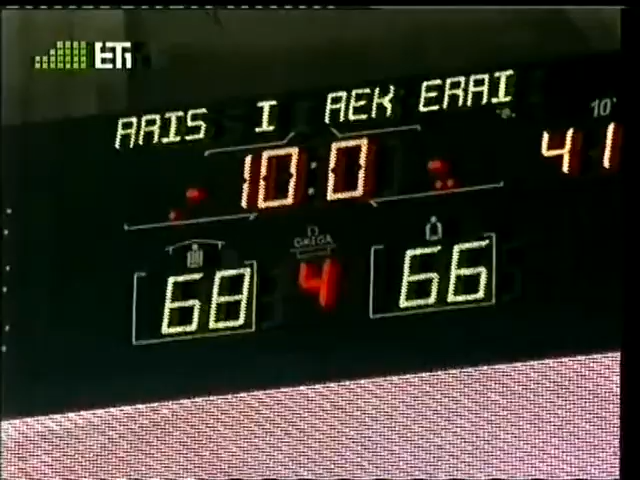 ET1
ARIS I AEK ERAI
10'
10:0 41
OMEGA
68 4 66